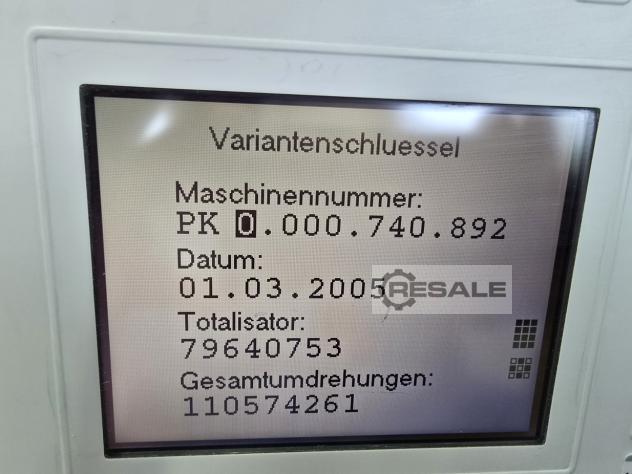 Variantenschluessel
Maschinennummer:
PK 0.000.740.892
Datum:
01.03.2005
RESALE
Totalisator:
79640753
Gesamtumdrehungen:
110574261